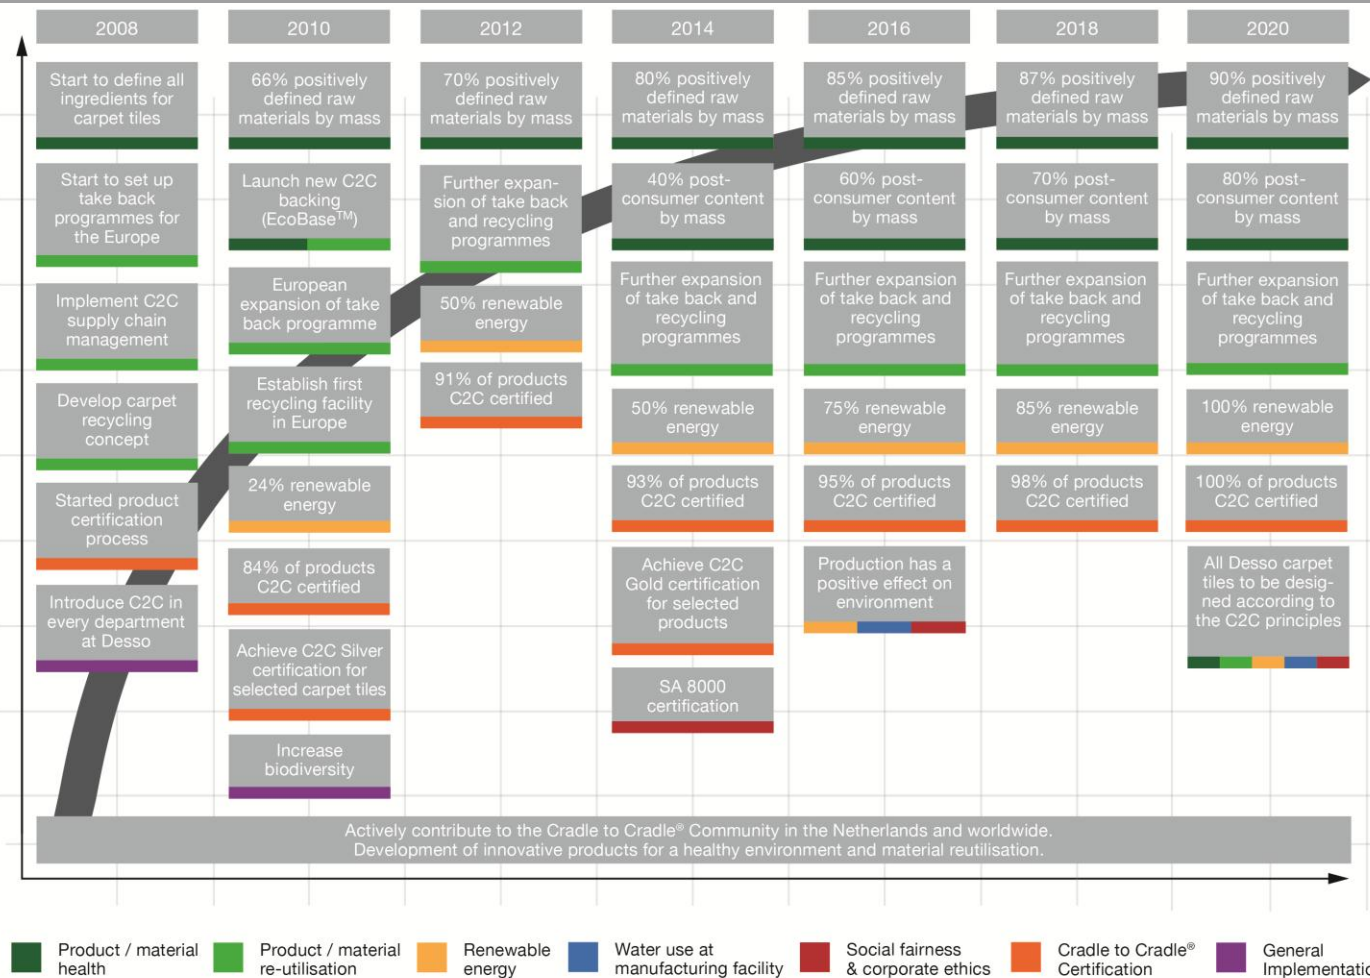 2008
Start to define all
ingredients for
carpet tiles
Start to set up
take back
programmes for
the Europe
Implement C2C
supply chain
management
Develop carpet
recycling
concept
Started product
certification
process
Introduce C2C in
every department
at Desso
2010
66% positively
defined raw
materials by mass
Launch new C2C
backing
(EcoBase™)
European
expansion of take
back programme
Establish first
recycling facility
in Europe
24% renewable
energy
84% of products
C2C certified
Achieve C2C Silver
certification for
selected carpet tiles
Increase
biodiversity
2012
70% positively
defined raw
materials by mass
Further expan-
sion of take back
and recycling
programmes
50% renewable
energy
91% of products
C2C certified
2014
80% positively
defined raw
materials by mass
40% post-
consumer content
by mass
Further expansion
of take back and
recycling
programmes
50% renewable
energy
93% of products
C2C certified
Achieve C2C
Gold certification
for selected
products
SA 8000
certification
2016
85% positively
defined raw
materials by mass
60% post-
consumer content
by mass
Further expansion
of take back and
recycling
programmes
75% renewable
energy
95% of products
C2C certified
Production has a
positive effect on
environment
2018
87% positively
defined raw
materials by mass
70% post-
consumer content
by mass
Further expansion
of take back and
recycling
programmes
85% renewable
energy
98% of products
C2C certified
2020
90% positively
defined raw
materials by mass
80% post-
consumer content
by mass
Further expansion
of take back and
recycling
programmes
100% renewable
energy
100% of products
C2C certified
All Desso carpet
tiles to be desig-
ned according to
the C2C principles
Actively contribute to the Cradle to Cradle® Community in the Netherlands and worldwide.
Development of innovative products for a healthy environment and material reutilisation.
Product / material
health
Product / material
re-utilisation
Renewable
energy
Water use at
manufacturing facility
Social fairness
& corporate ethics
Cradle to Cradle®
Certification
General